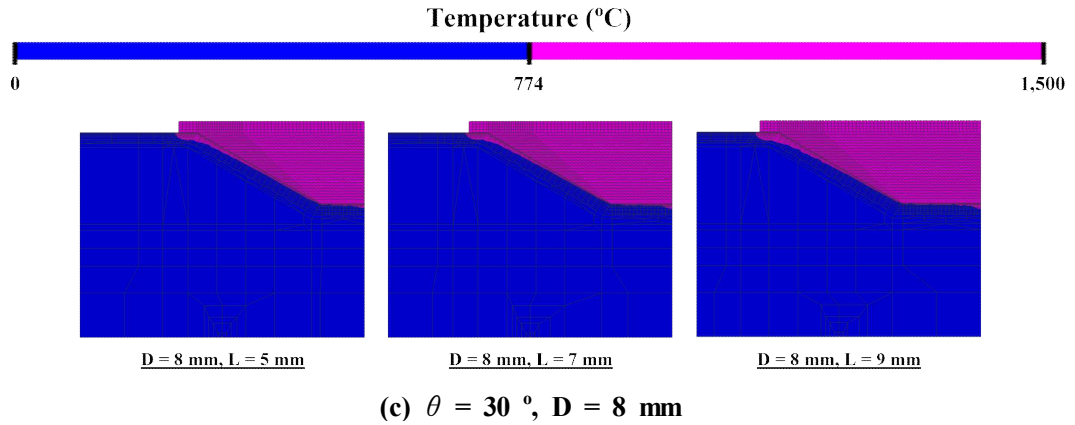 Temperature (ºC)
0 774 1,500
D = 8 mm, L = 5 mm D = 8 mm, L = 7 mm D = 8 mm, L = 9 mm
(c) θ = 30 º, D = 8 mm